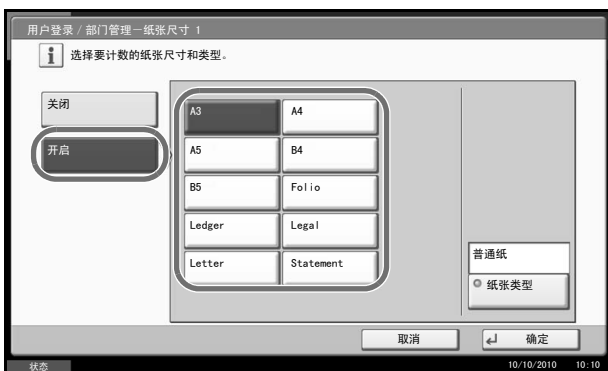 用户登录 / 部门管理－纸张尺寸 1
选择要计数的纸张尺寸和类型。
关闭
开启
A3 A4
A5 B4
B5 Folio
Ledger Legal
Letter Statement
普通纸
纸张类型
取消 确定
状态 10/10/2010 10:10